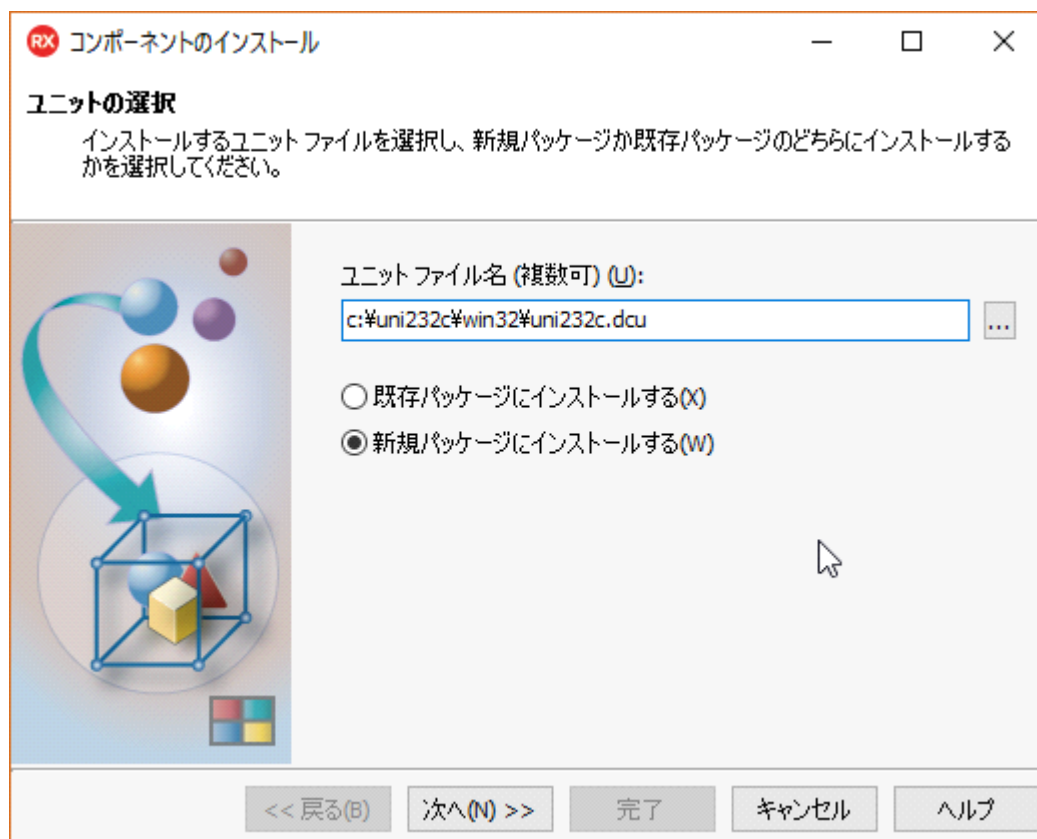 RX コンポーネントのインストール
ユニットの選択
インストールするユニット ファイルを選択し、新規パッケージか既存パッケージのどちらにインストールする
かを選択してください。
ユニット ファイル名 (複数可) (U):
c:¥uni232c¥win32¥uni232c.dcu
...
既存パッケージにインストールする(X)
新規パッケージにインストールする(W)
<< 戻る(B) 次へ(N) >> 完了 キャンセル ヘルプ